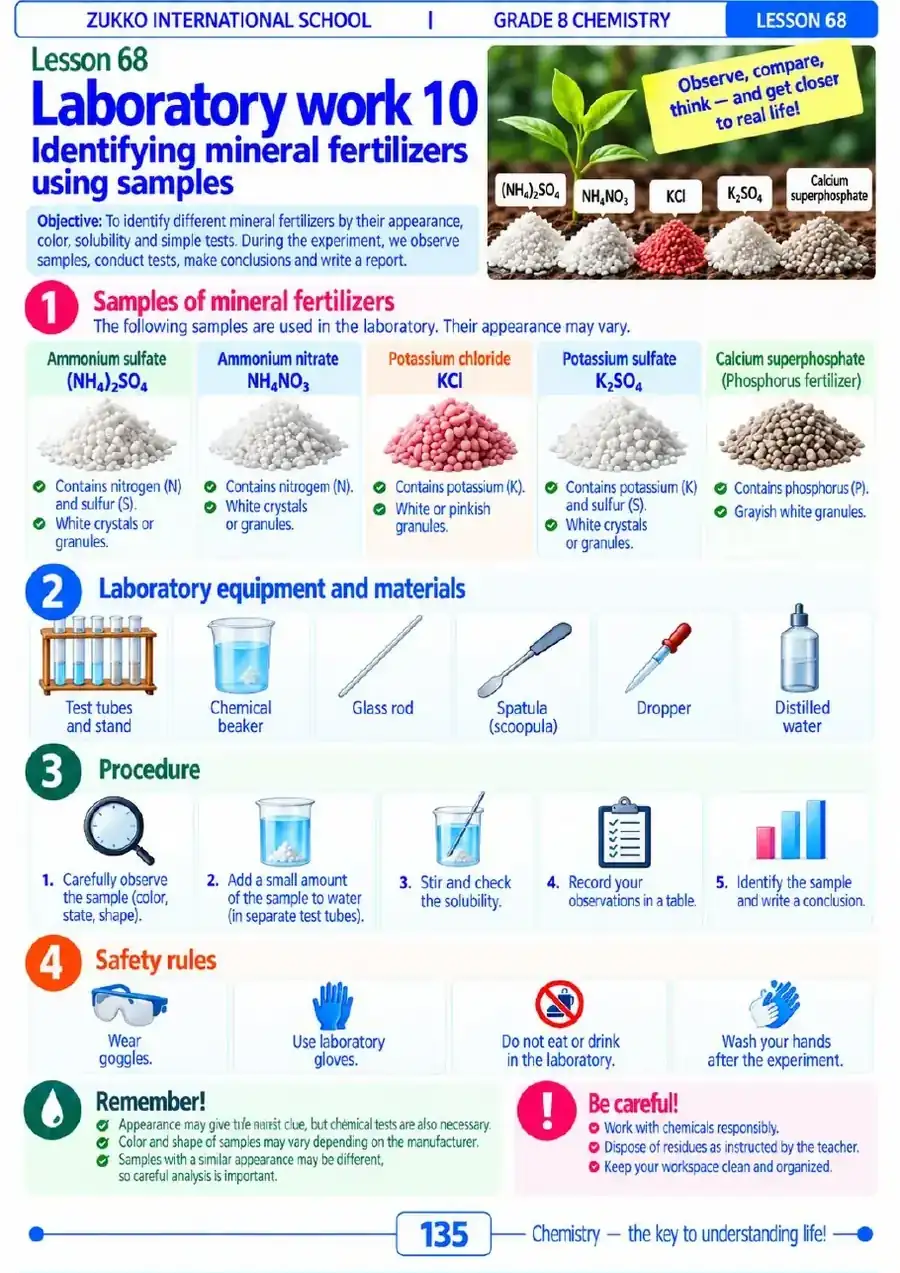 ZUKKO INTERNATIONAL SCHOOL | GRADE 8 CHEMISTRY LESSON 68
Lesson 68
Laboratory work 10
Identifying mineral fertilizers
using samples
Objective: To identify different mineral fertilizers by their appearance,
color, solubility and simple tests. During the experiment, we observe
samples, conduct tests, make conclusions and write a report.
Observe, compare,
think — and get closer
to real life!
(NH₄)₂SO₄
NH₄NO₃
KCl
K₂SO₄
Calcium
superphosphate
1 Samples of mineral fertilizers
The following samples are used in the laboratory. Their appearance may vary.
Ammonium sulfate
(NH₄)₂SO₄
Contains nitrogen (N)
and sulfur (S).
White crystals or
granules.
Ammonium nitrate
NH₄NO₃
Contains nitrogem (N).
White crystals
or granules.
Potassium chloride
KCl
Contains potassium (K).
White or pinkish
granules.
Potassium sulfate
K₂SO₄
Contains potassium (K)
and sulfur (S).
White crystals
or granules.
Calcium superphosphate
(Phosphorus fertilizer)
Contains phosphorus (P).
Grayish white granules.
2 Laboratory equipment and materials
Test tubes
and stand
Chemical
beaker
Glass rod
Spatula
(scoopula)
Dropper
Distilled
water
3 Procedure
1. Carefully observe
the sample (color,
state, shape).
2. Add a small amount
of the sample to water
(in separate test tubes).
3. Stir and check
the solubility.
4. Record your
observations in a table.
5. Identify the sample
and write a conclusion.
4 Safety rules
Wear
goggles.
Use laboratory
gloves.
Do not eat or drink
in the laboratory.
Wash your hands
after the experiment.
Remember!
Appearance may give clue, but chemical tests are also necessary.
Color and shape of samples may vary depending on the manufacturer.
Samples with a similar appearance may be different,
so careful analysis is important.
! Be careful!
Work with chemicals responsibly.
Dispose of residues as instructed by the teacher.
Keep your workspace clean and organized.
135
Chemistry — the key to understanding life!